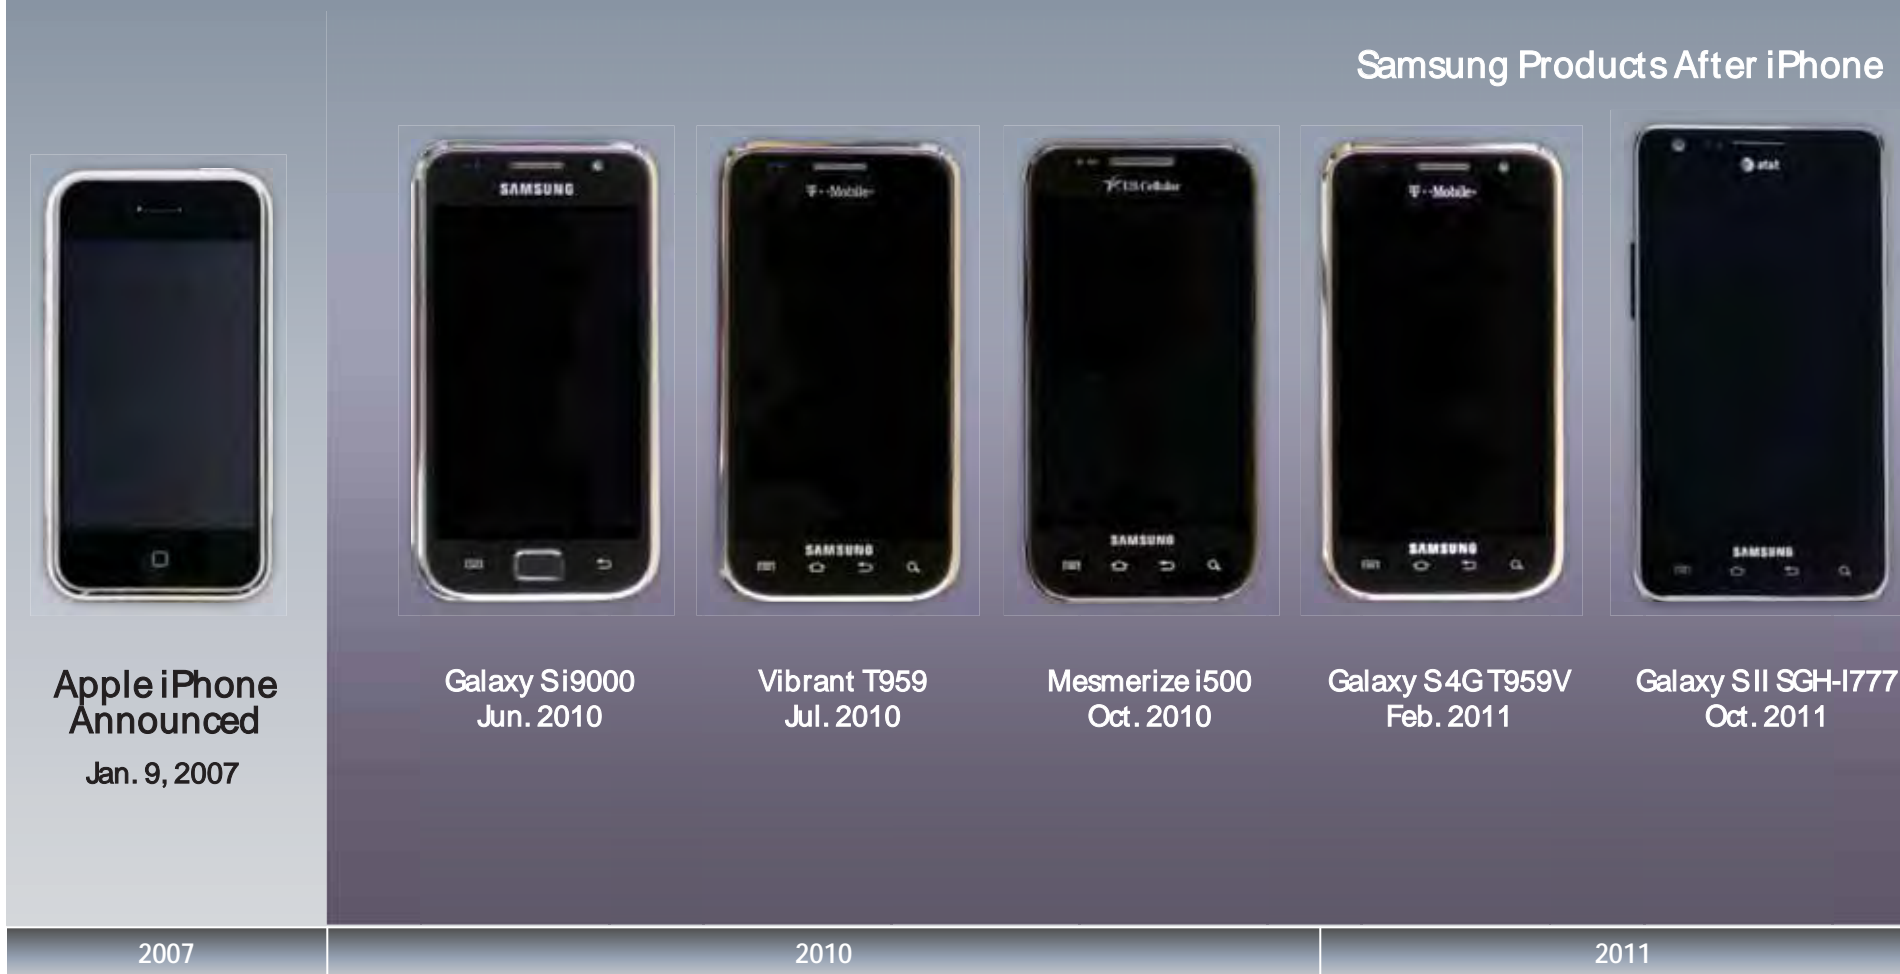 Samsung Products After iPhone
SAMSUNG
T··Mobile·
SAMSUNG
US Cellular
SAMSUNG
T··Mobile·
SAMSUNG
at&t
SAMSUNG
Apple iPhone
Announced
Jan. 9, 2007
Galaxy S i9000
Jun. 2010
Vibrant T959
Jul. 2010
Mesmerize i500
Oct. 2010
Galaxy S 4G T959V
Feb. 2011
Galaxy SII SGH-I777
Oct. 2011
2007
2010
2011